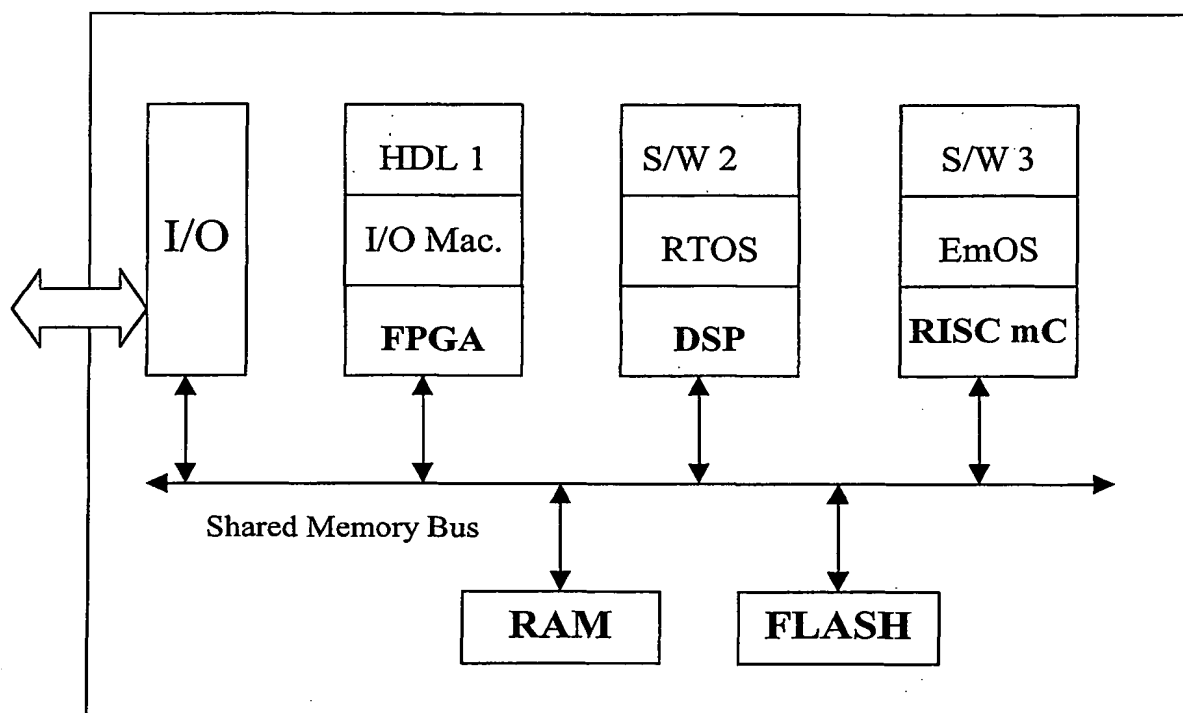 I/O
HDL 1
I/O Mac.
FPGA
S/W 2
RTOS
DSP
S/W 3
EmOS
RISC mC
Shared Memory Bus
RAM
FLASH